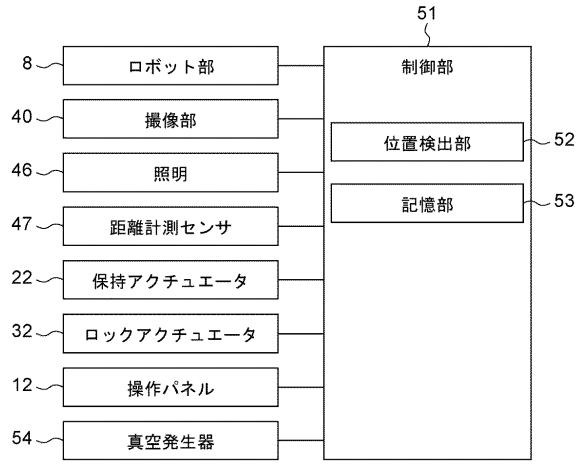 51
8 ロボット部
制御部
40 撮像部
位置検出部 52
46 照明
記憶部 53
47 距離計測センサ
22 保持アクチュエータ
32 ロックアクチュエータ
12 操作パネル
54 真空発生器